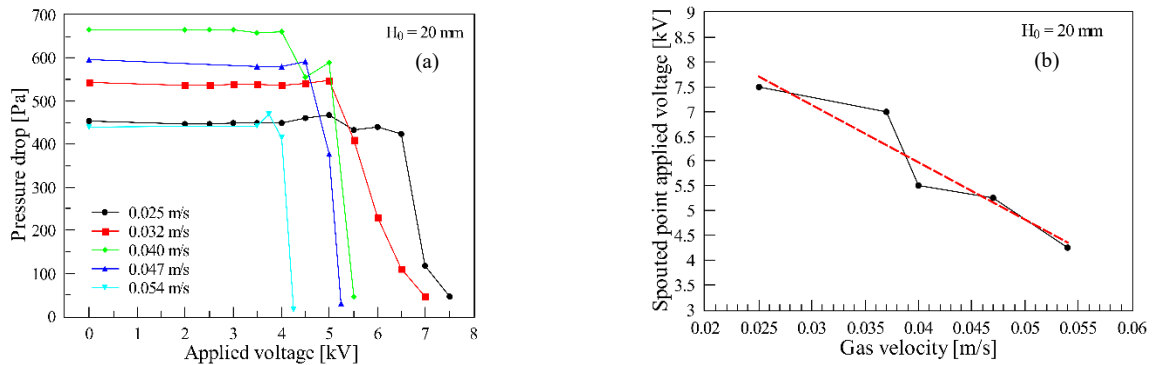 700
600
500
400
300
200
100
0
Pressure drop [Pa]
H0 = 20 mm
(a)
0.025 m/s
0.032 m/s
0.040 m/s
0.047 m/s
0.054 m/s
0 1 2 3 4 5 6 7 8
Applied voltage [kV]
9
8.5
8
7.5
7
6.5
6
5.5
5
4.5
4
3.5
3
Spouted point applied voltage [kV]
H0 = 20 mm
(b)
0.02 0.025 0.03 0.035 0.04 0.045 0.05 0.055 0.06
Gas velocity [m/s]